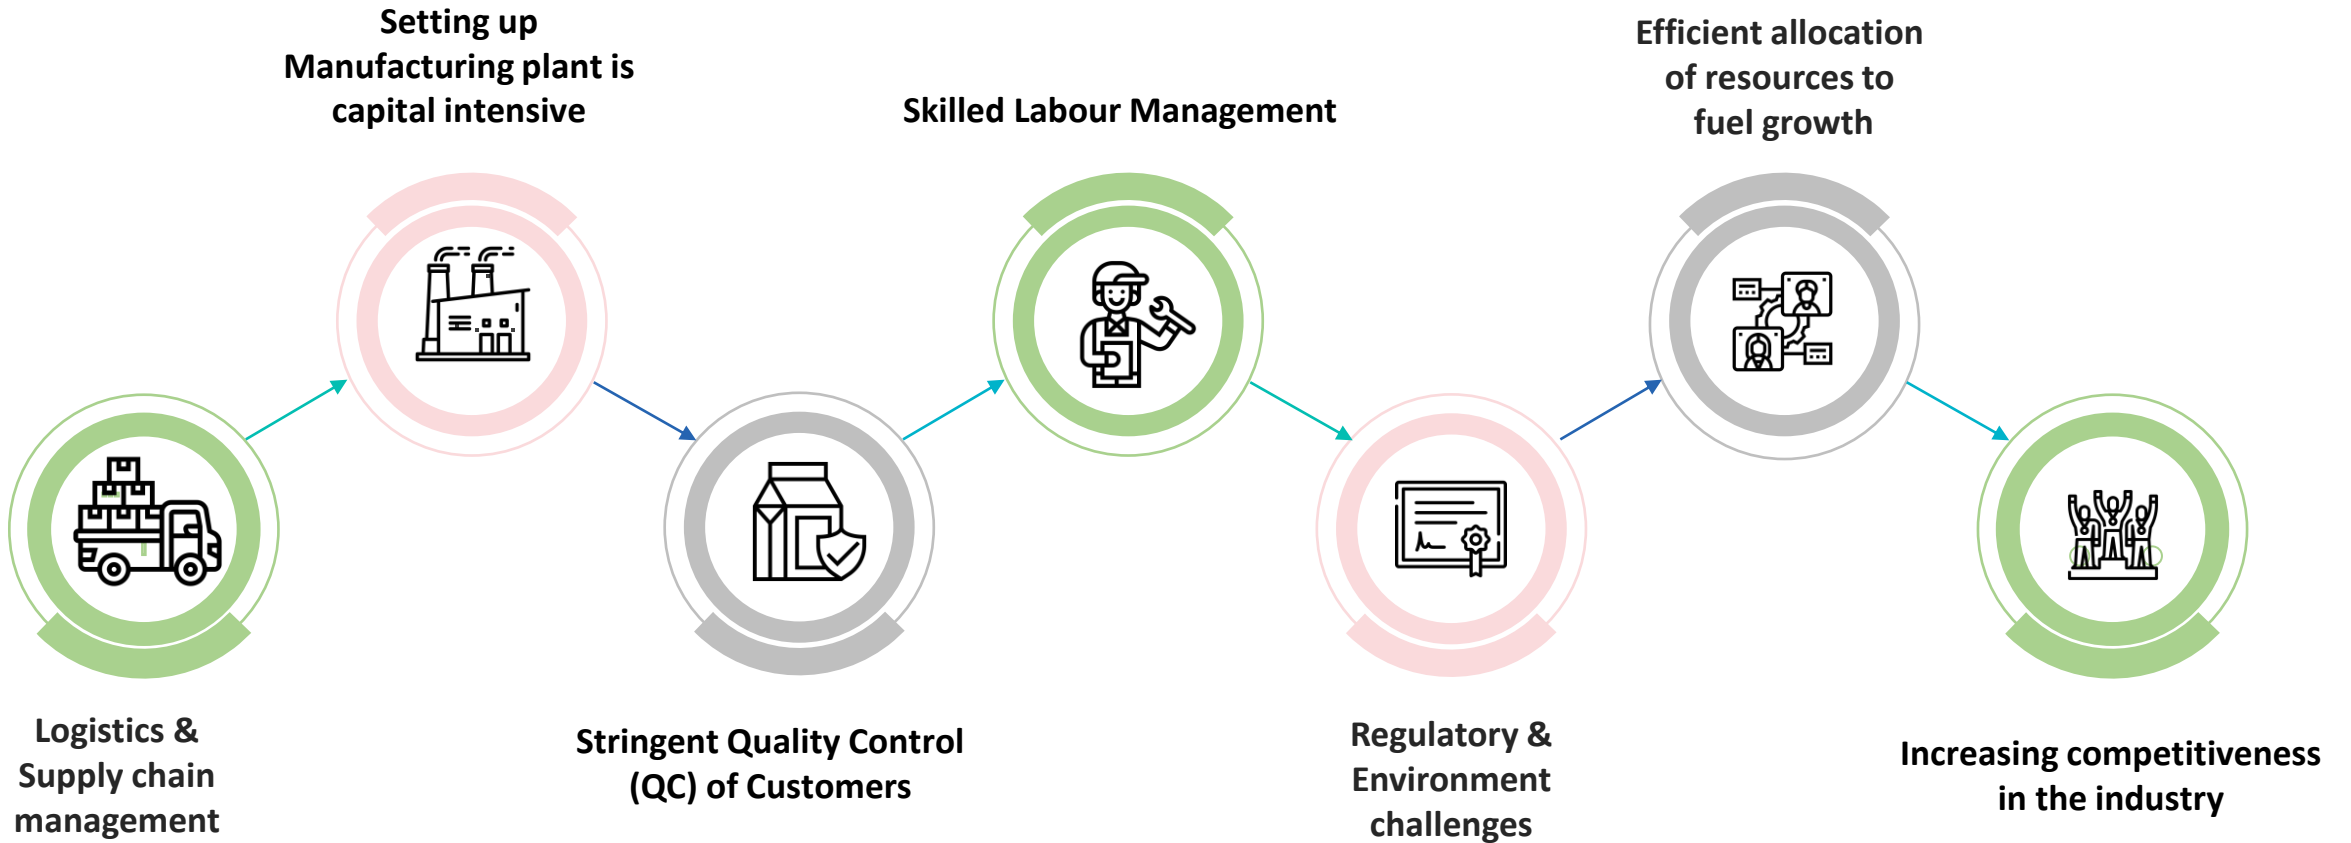 Setting up
Manufacturing plant is
capital intensive
Skilled Labour Management
Efficient allocation
of resources to
fuel growth
Logistics &
Supply chain
management
Stringent Quality Control
(QC) of Customers
Regulatory &
Environment
challenges
Increasing competitiveness
in the industry